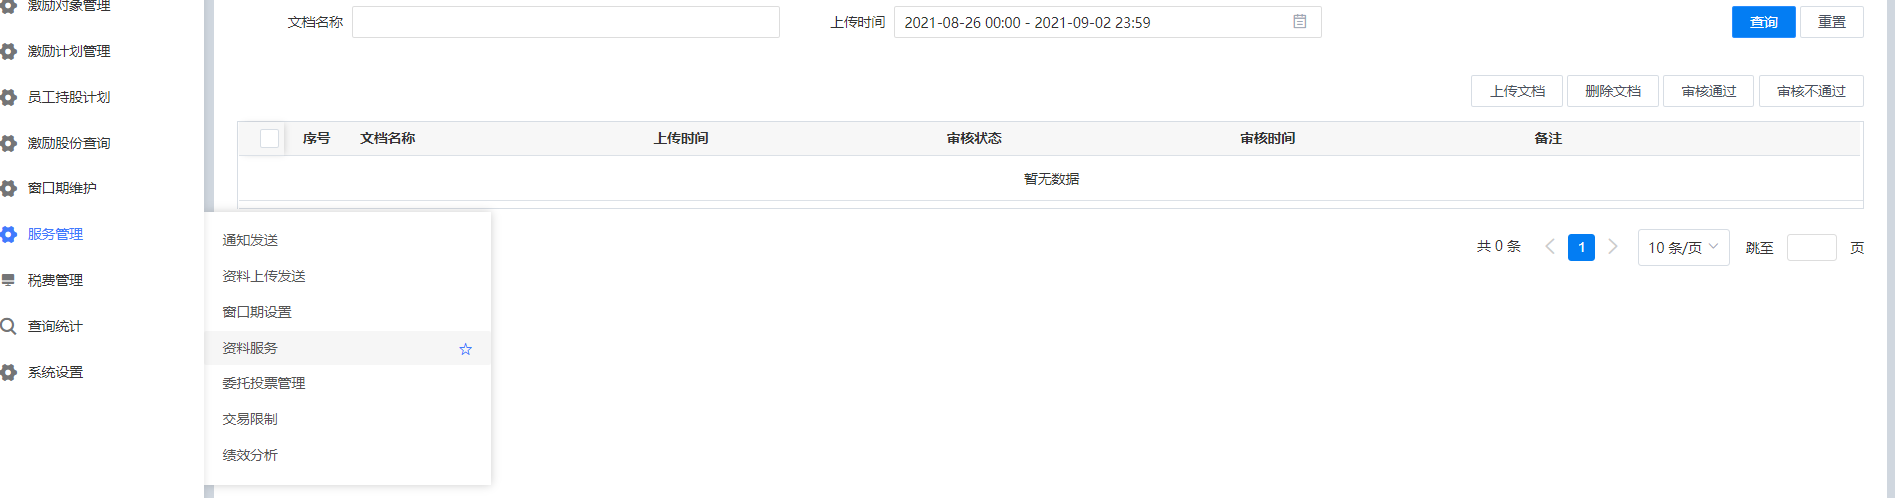 激励对象管理
激励计划管理
员工持股计划
激励股份查询
窗口期维护
服务管理
税费管理
查询统计
系统设置
文档名称 上传时间 2021-08-26 00:00 - 2021-09-02 23:59 查询 重置
上传文档 删除文档 审核通过 审核不通过
序号 文档名称 上传时间 审核状态 审核时间 备注
暂无数据
共 0 条 1 10 条/页 跳至 页
通知发送
资料上传发送
窗口期设置
资料服务
委托投票管理
交易限制
绩效分析